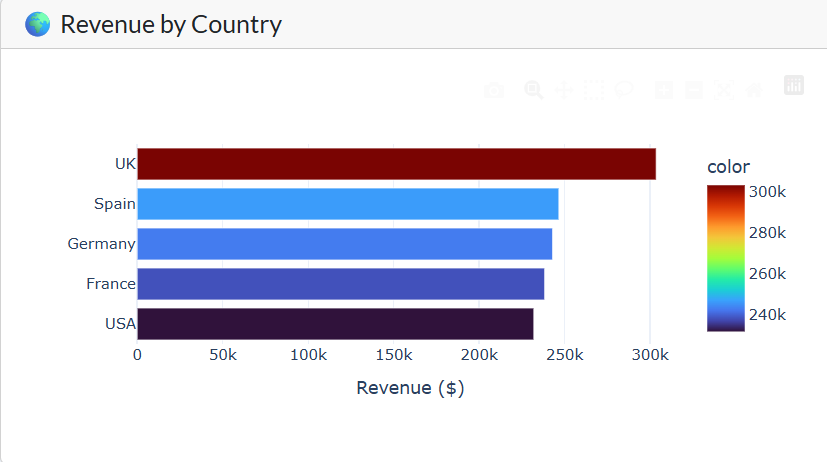 Revenue by Country
UK
Spain
Germany
France
USA
0 50k 100k 150k 200k 250k 300k
Revenue ($)
color
300k
280k
260k
240k